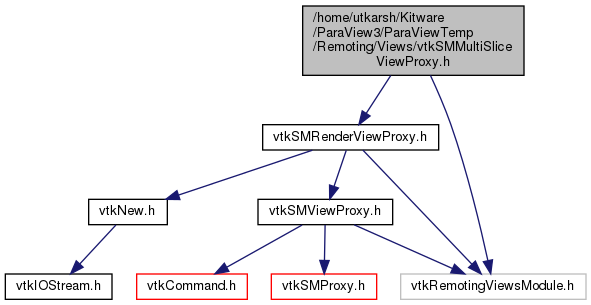 /home/utkarsh/Kitware
/ParaView3/ParaViewTemp
/Remoting/Views/vtkSMMultiSlice
ViewProxy.h
vtkSMRenderViewProxy.h
vtkNew.h
vtkSMViewProxy.h
vtkIOStream.h
vtkCommand.h
vtkSMProxy.h
vtkRemotingViewsModule.h